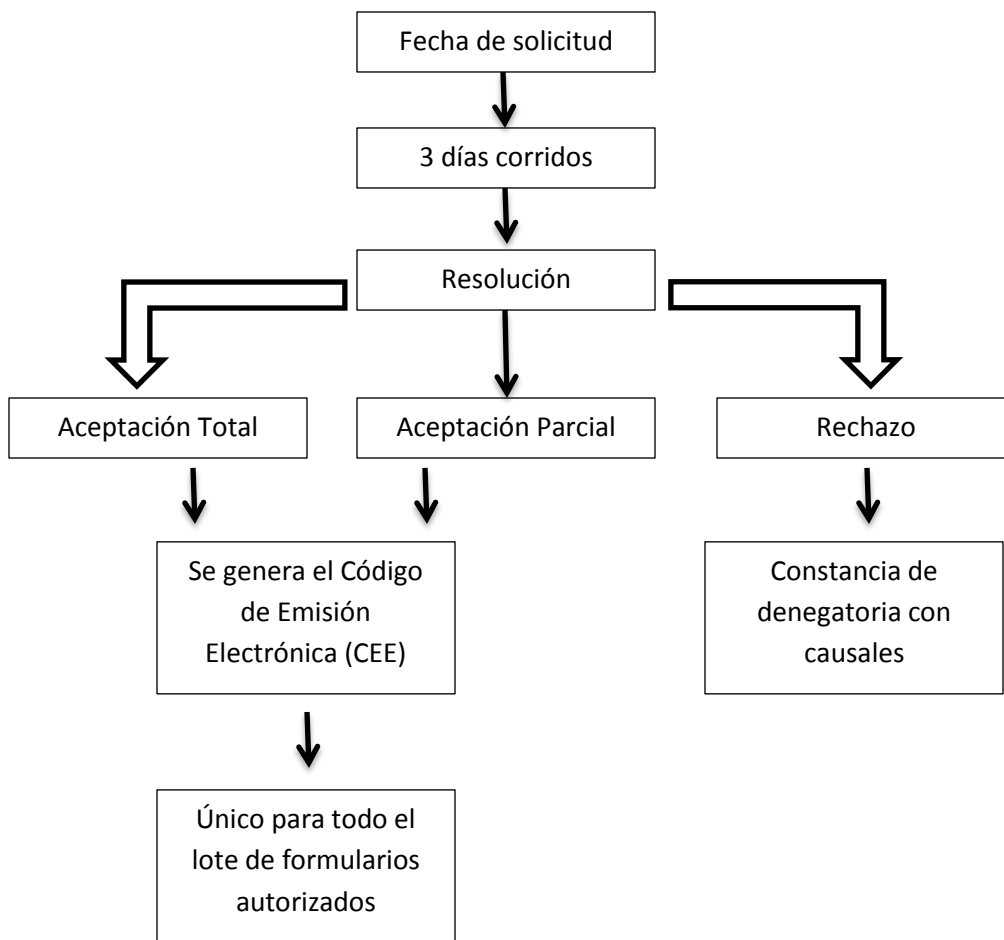 Fecha de solicitud
3 días corridos
Resolución
Aceptación Total
Aceptación Parcial
Rechazo
Se genera el Código
de Emisión
Electrónica (CEE)
Constancia de
denegatoria con
causales
Único para todo el
lote de formularios
autorizados